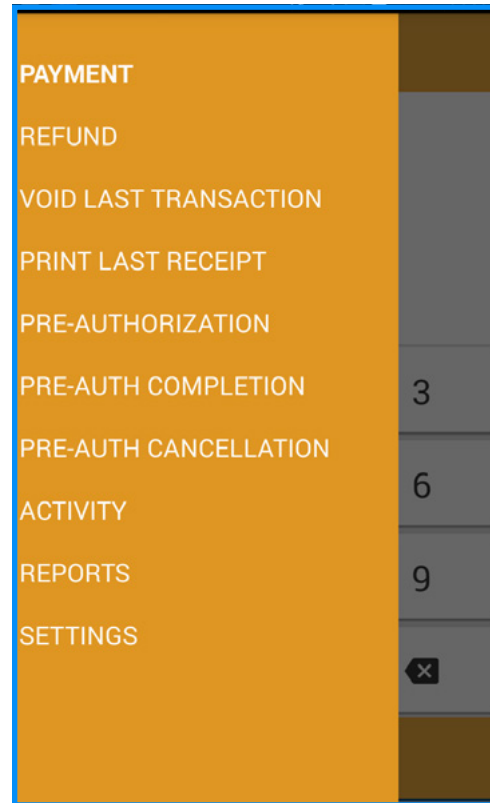 PAYMENT
REFUND
VOID LAST TRANSACTION
PRINT LAST RECEIPT
PRE-AUTHORIZATION
PRE-AUTH COMPLETION
3
PRE-AUTH CANCELLATION
6
ACTIVITY
REPORTS
9
SETTINGS